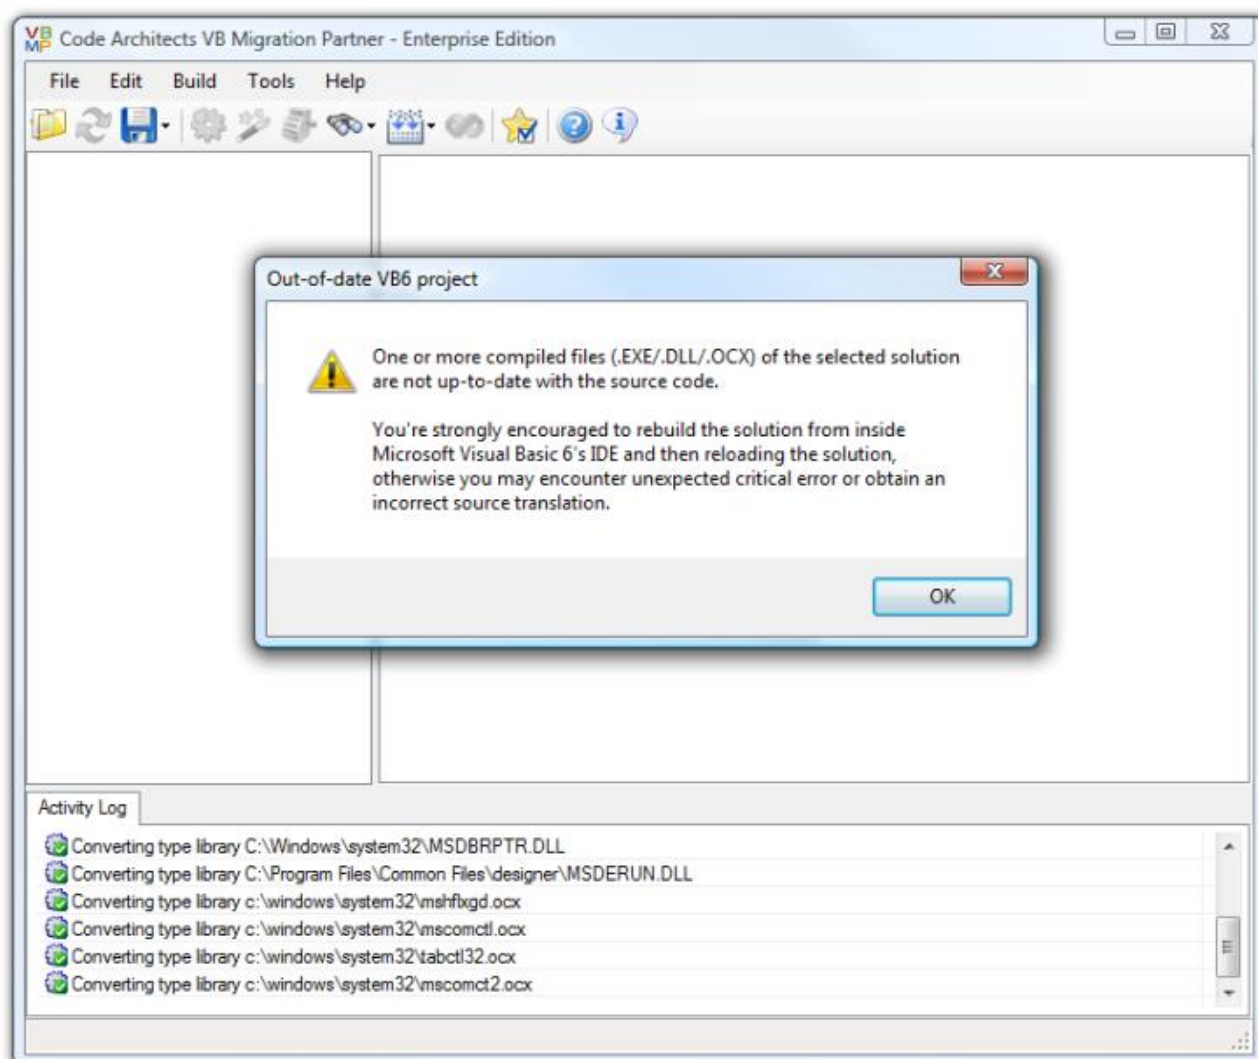 VB
MP Code Architects VB Migration Partner - Enterprise Edition
File Edit Build Tools Help
Out-of-date VB6 project
One or more compiled files (.EXE/.DLL/.OCX) of the selected solution
are not up-to-date with the source code.
You're strongly encouraged to rebuild the solution from inside
Microsoft Visual Basic 6's IDE and then reloading the solution,
otherwise you may encounter unexpected critical error or obtain an
incorrect source translation.
OK
Activity Log
Converting type library C:\Windows\system32\MSDBRPTR.DLL
Converting type library C:\Program Files\Common Files\designer\MSDERUN.DLL
Converting type library c:\windows\system32\mshflxgd.ocx
Converting type library c:\windows\system32\mscomctl.ocx
Converting type library c:\windows\system32\tabctl32.ocx
Converting type library c:\windows\system32\mscomct2.ocx